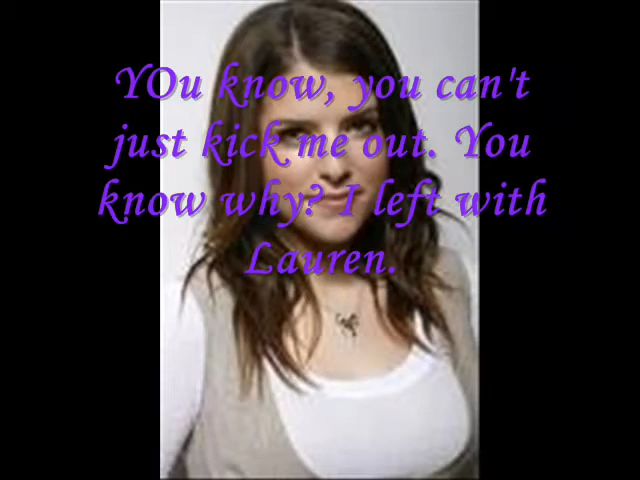 YOu know, you can't
just kick me out. You
know why? I left with
Lauren.